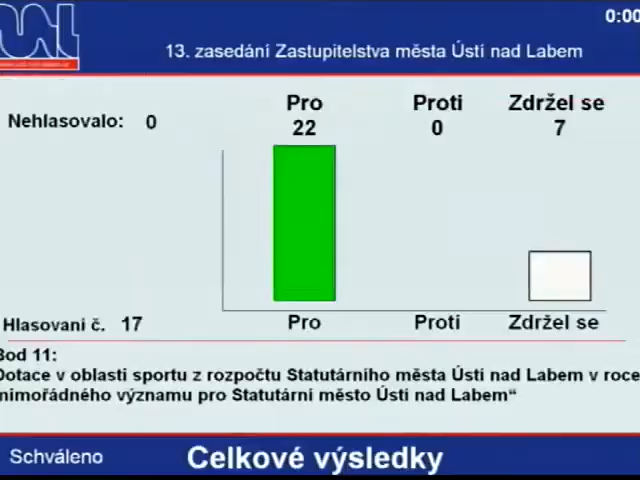 0:00
13. zasedání Zastupitelstva města Ústí nad Labem
Pro Proti Zdržel se
Nehlasovalo: 0 22 0 7
Hlasovaní č. 17 Pro Proti Zdržel se
Bod 11:
Dotace v oblasti sportu z rozpočtu Statutárního města Ústí nad Labem v roce
mimořádného významu pro Statutární město Ústí nad Labem“
Schváleno Celkové výsledky